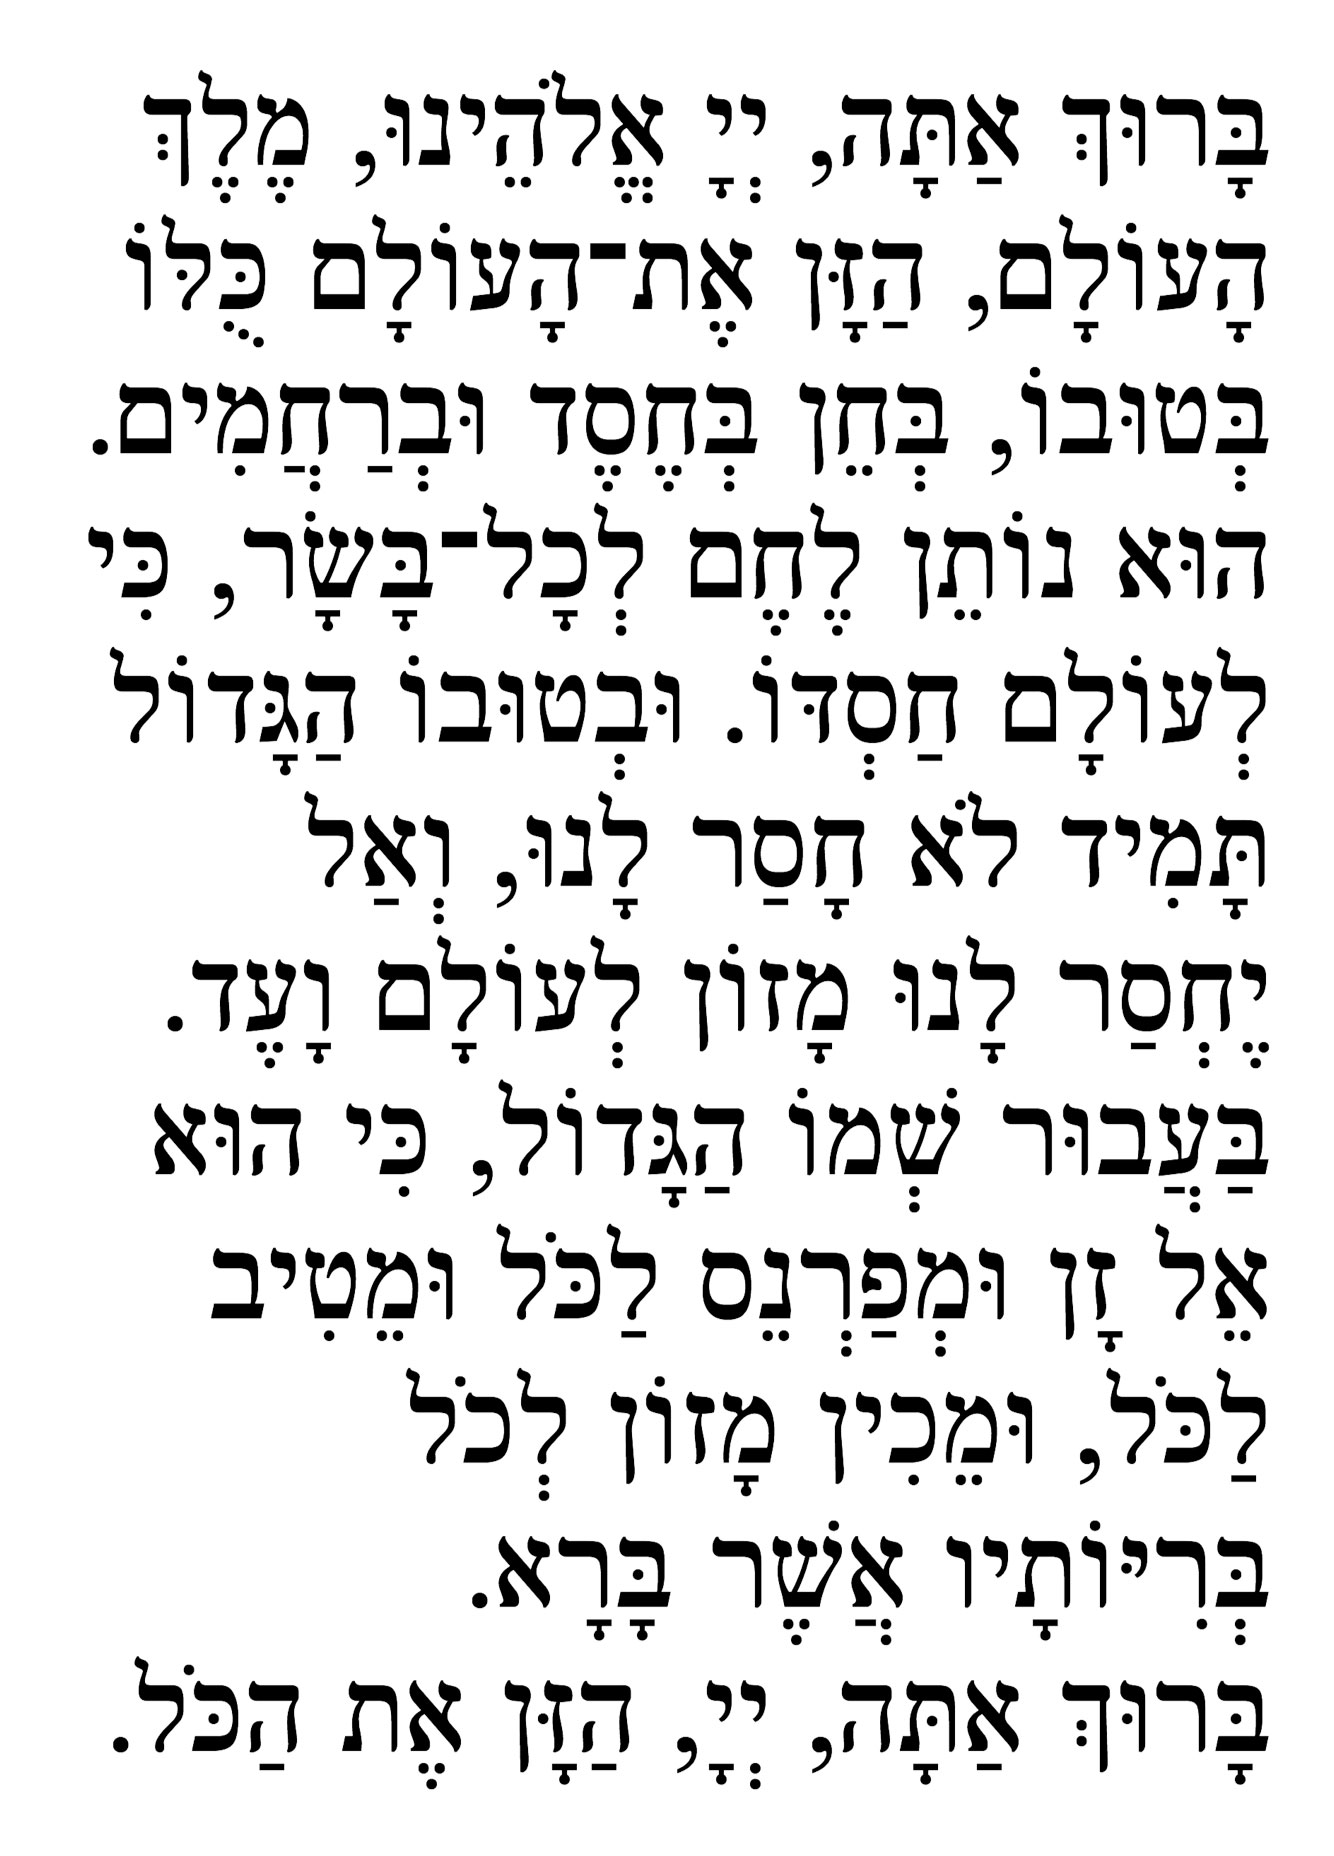 בָּרוּךְ אַתָּה, יְיָ אֱלֹהֵינוּ, מֶלֶךְ
הָעוֹלָם, הַזָּן אֶת־הָעוֹלָם כֻּלּוֹ
בְּטוּבוֹ, בְּחֵן בְּחֶסֶד וּבְרַחֲמִים.
הוּא נוֹתֵן לֶחֶם לְכָל־בָּשָׂר, כִּי
לְעוֹלָם חַסְדּוֹ. וּבְטוּבוֹ הַגָּדוֹל
תָּמִיד לֹא חָסַר לָנוּ, וְאַל
יֶחְסַר לָנוּ מָזוֹן לְעוֹלָם וָעֶד.
בַּעֲבוּר שְׁמוֹ הַגָּדוֹל, כִּי הוּא
אֵל זָן וּמְפַרְנֵס לַכֹּל וּמֵטִיב
לַכֹּל, וּמֵכִין מָזוֹן לְכֹל
בְּרִיּוֹתָיו אֲשֶׁר בָּרָא.
בָּרוּךְ אַתָּה, יְיָ, הַזָּן אֶת הַכֹּל.